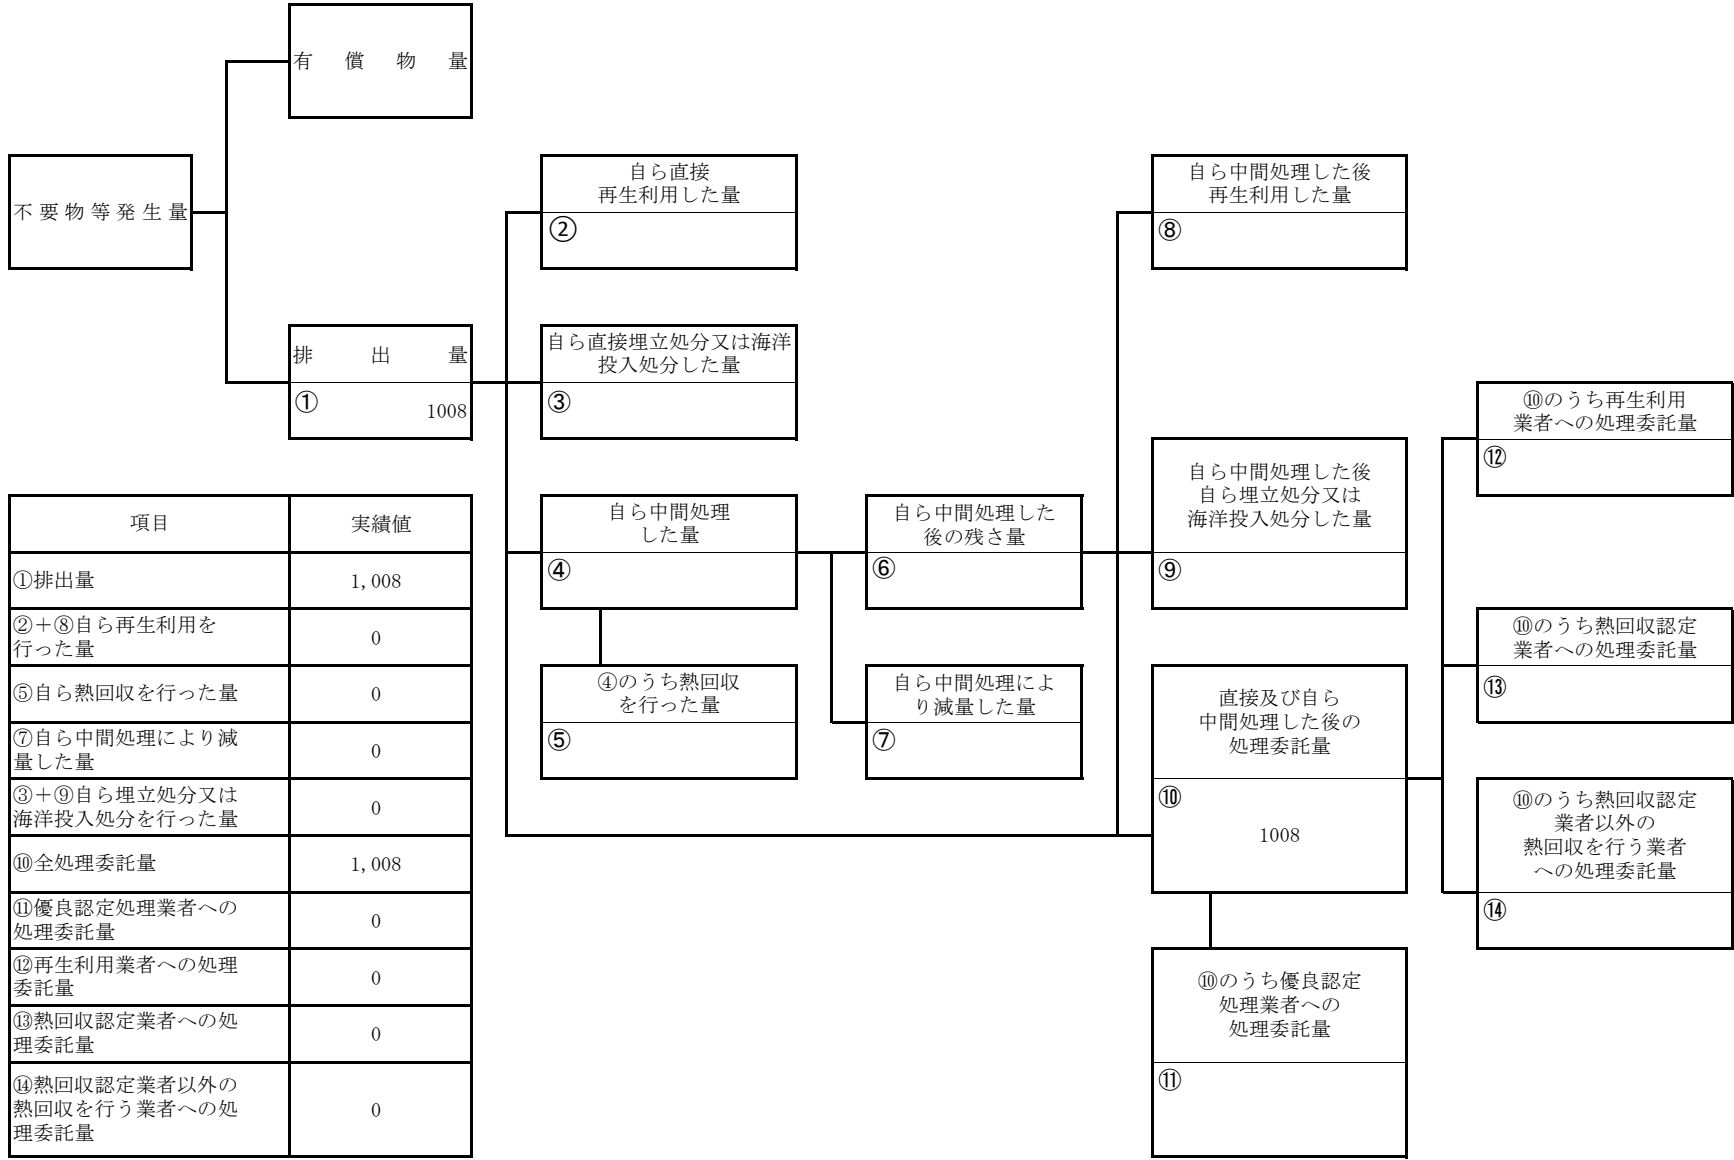 有償物量
不要物等発生量
排出量
①
1008
自ら直接
再生利用した量
②
自ら直接埋立処分又は海洋
投入処分した量
③
自ら中間処理
した量
④
④のうち熱回収
を行った量
⑤
自ら中間処理した
後の残さ量
⑥
自ら中間処理によ
り減量した量
⑦
自ら中間処理した後
再生利用した量
⑧
自ら中間処理した後
自ら埋立処分又は
海洋投入処分した量
⑨
直接及び自ら
中間処理した後の
処理委託量
⑩
1008
⑩のうち優良認定
処理業者への
処理委託量
⑪
⑩のうち再生利用
業者への処理委託量
⑫
⑩のうち熱回収認定
業者への処理委託量
⑬
⑩のうち熱回収認定
業者以外の
熱回収を行う業者
への処理委託量
⑭
項目 実績値
①排出量 1,008
②＋⑧自ら再生利用を
行った量 0
⑤自ら熱回収を行った量 0
⑦自ら中間処理により減
量した量 0
③＋⑨自ら埋立処分又は
海洋投入処分を行った量 0
⑩全処理委託量 1,008
⑪優良認定処理業者への
処理委託量 0
⑫再生利用業者への処理
委託量 0
⑬熱回収認定業者への処
理委託量 0
⑭熱回収認定業者以外の
熱回収を行う業者への処 0
理委託量